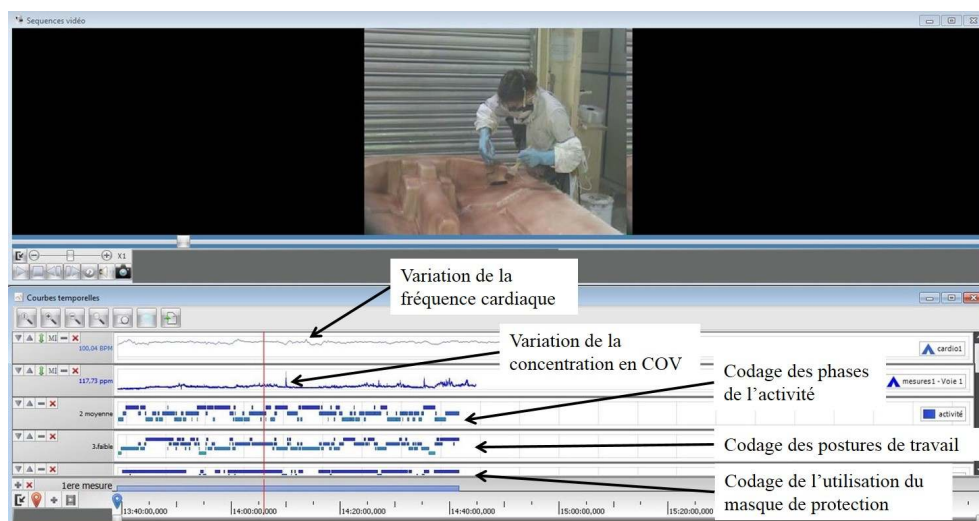 Sequences vidéo
X1
Variation de la
fréquence cardiaque
Courbes temporelles
MI
100,04 BPM
cardio1
Variation de la
concentration en COV
MI
117,73 ppm
mesures1 - Voie 1
Codage des phases
de l’activité
2 moyenne
activité
3.faible
Codage des postures de travail
1ere mesure
Codage de l’utilisation du
masque de protection
13:40:00,000
14:00:00,000
14:20:00,000
14:40:00,000
15:00:00,000
15:20:00,000